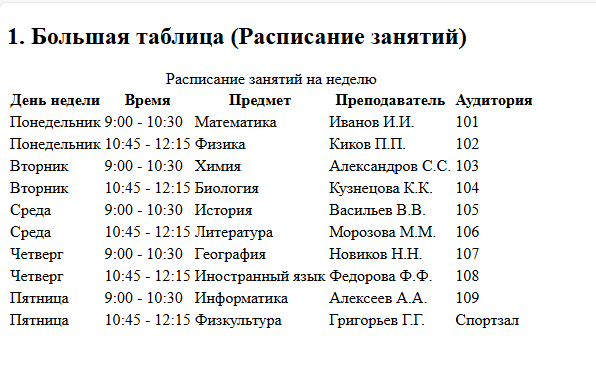 1. Большая таблица (Расписание занятий)
Расписание занятий на неделю
День недели Время Предмет Преподаватель Аудитория
Понедельник 9:00 - 10:30 Математика Иванов И.И. 101
Понедельник 10:45 - 12:15 Физика Киков П.П. 102
Вторник 9:00 - 10:30 Химия Александров С.С. 103
Вторник 10:45 - 12:15 Биология Кузнецова К.К. 104
Среда 9:00 - 10:30 История Васильев В.В. 105
Среда 10:45 - 12:15 Литература Морозова М.М. 106
Четверг 9:00 - 10:30 География Новиков Н.Н. 107
Четверг 10:45 - 12:15 Иностранный язык Федорова Ф.Ф. 108
Пятница 9:00 - 10:30 Информатика Алексеев А.А. 109
Пятница 10:45 - 12:15 Физкультура Григорьев Г.Г. Спортзал